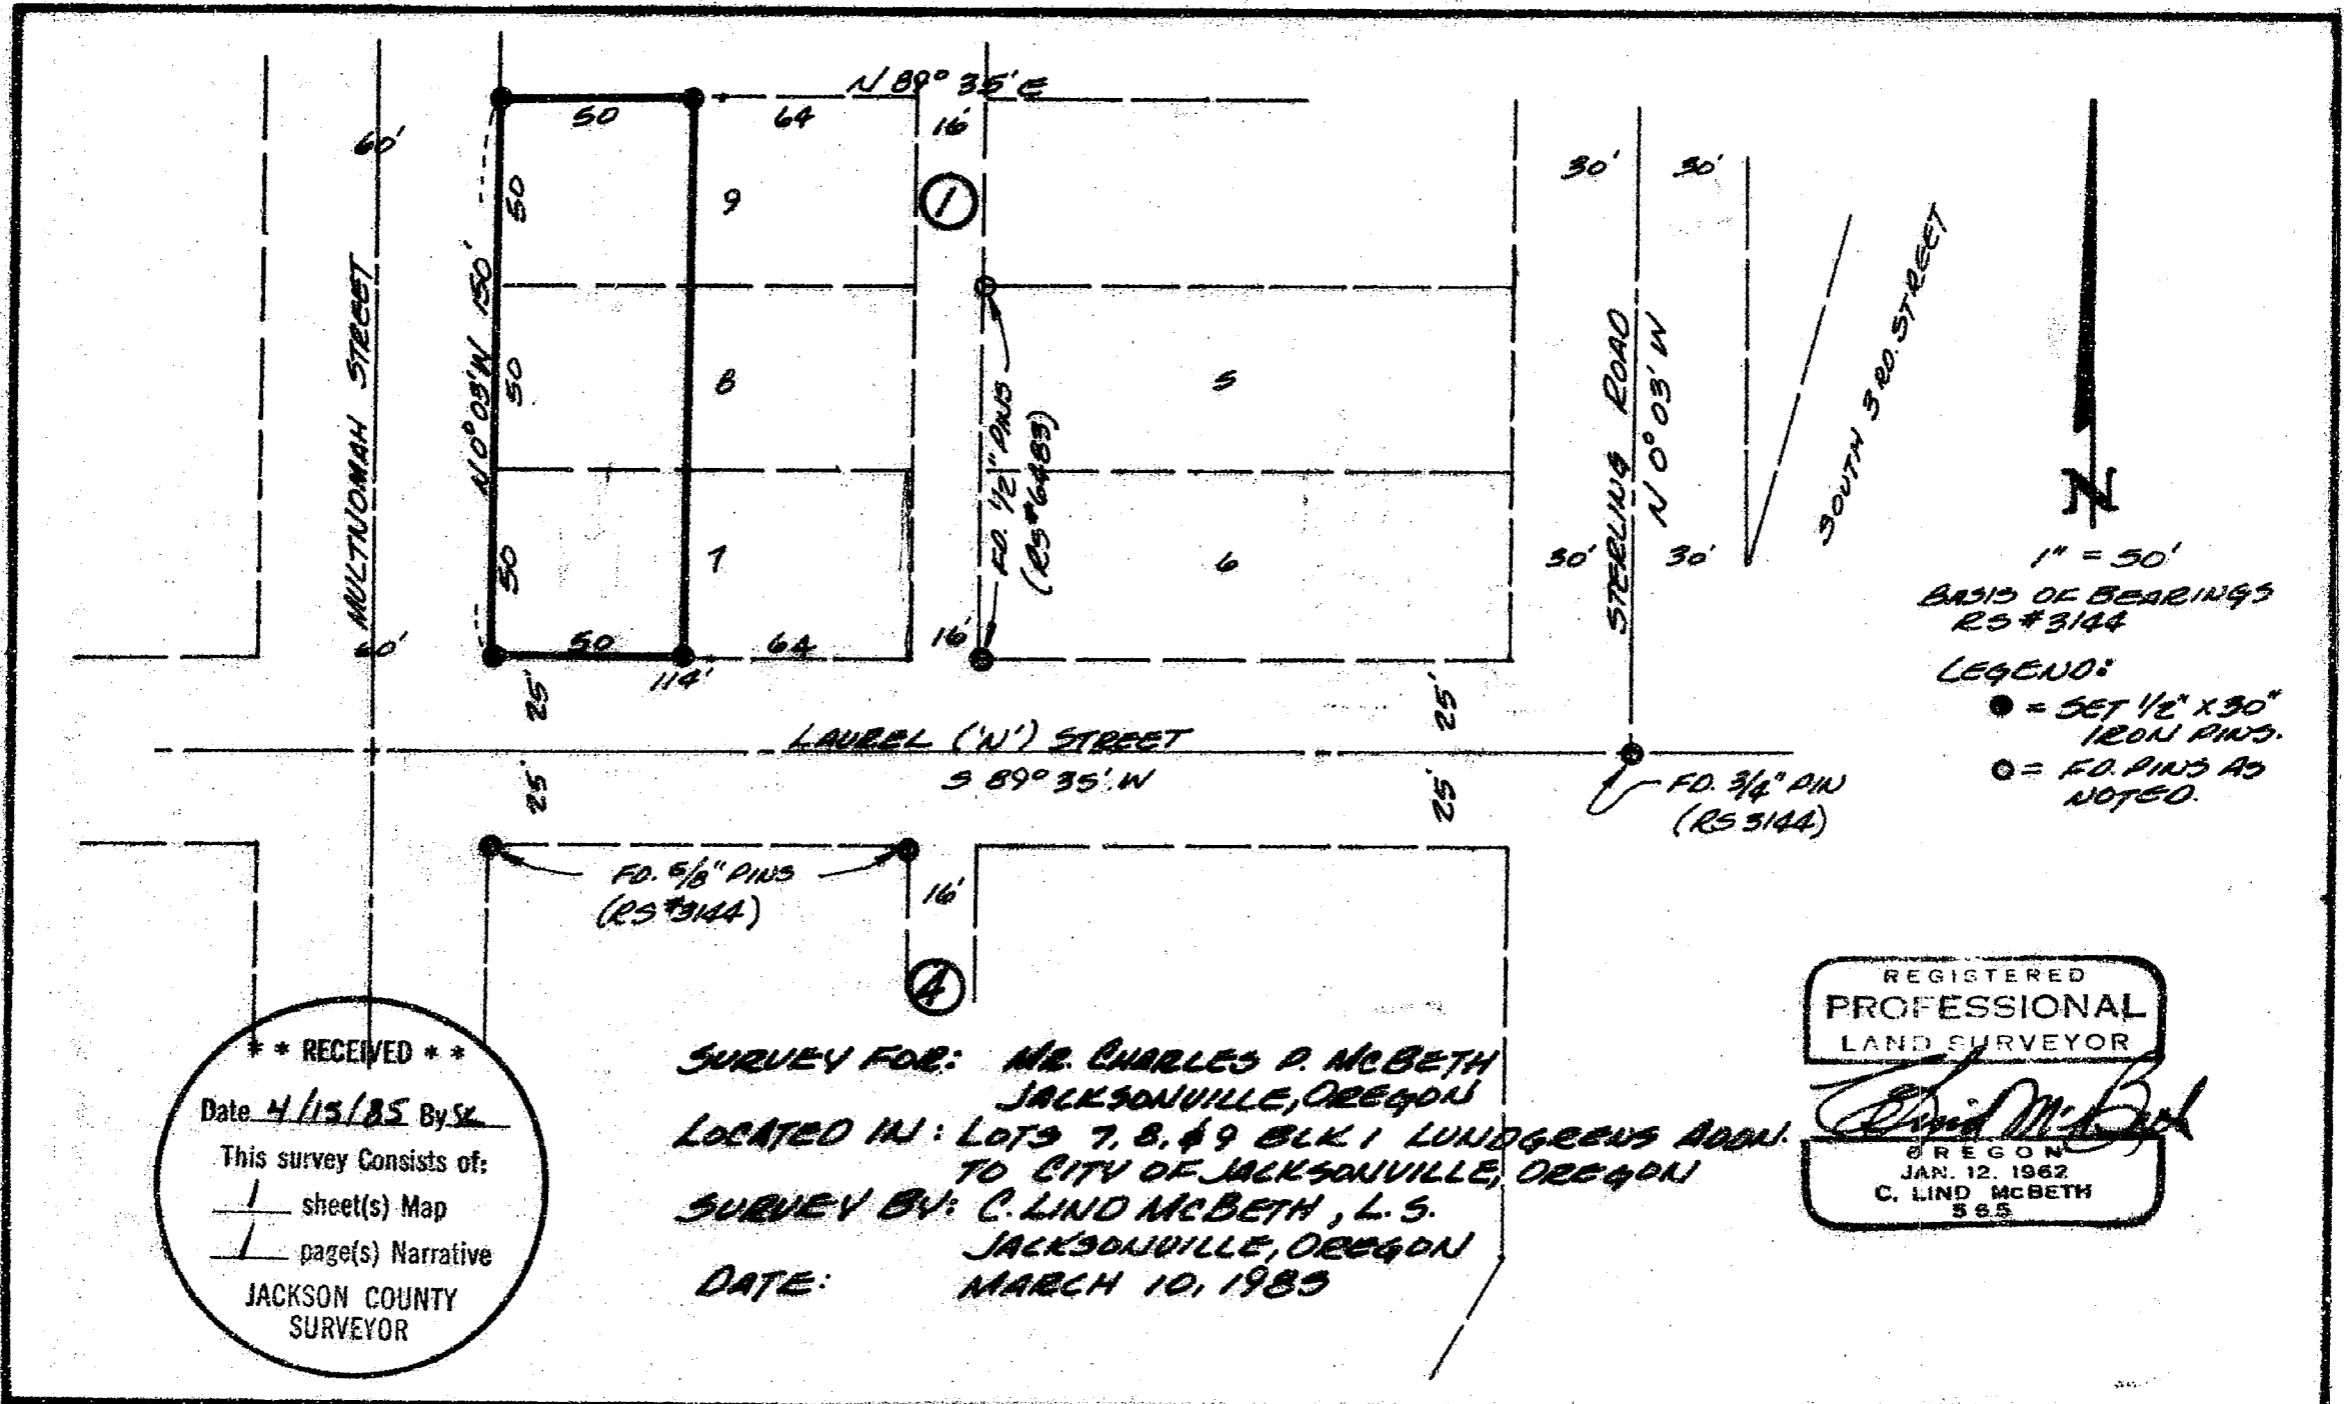 N 89° 35' E
50
64
16'
60'
30'
30'
50
9
1
MULTNOMAH STREET
N 0° 03' W 150'
50
8
FD. 1/2" PINS
(RS #6483)
5
STERLING ROAD
N 0° 03' W
SOUTH 3RD. STREET
N
1" = 50'
BASIS OF BEARINGS
RS #3144
LEGEND:
= SET 1/2" X 30"
IRON PINS.
= FD. PINS AS
NOTED.
50
7
6
30'
30'
60'
50
64
16'
114'
25'
25'
LAUREL ('N') STREET
S 89° 35' W
25'
25'
FD. 3/4" PIN
(RS 3144)
FD. 5/8" PINS
(RS #3144)
16'
4
* * RECEIVED * *
Date 4/15/85 By SK
This survey Consists of:
1 sheet(s) Map
1 page(s) Narrative
JACKSON COUNTY
SURVEYOR
SURVEY FOR: MR. CHARLES P. MCBETH
JACKSONVILLE, OREGON
LOCATED IN: LOTS 7, 8, & 9 BLK 1 LUNDGRENS ADDN.
TO CITY OF JACKSONVILLE, OREGON
SURVEY BY: C. LIND MCBETH, L.S.
JACKSONVILLE, OREGON
DATE: MARCH 10, 1985
REGISTERED
PROFESSIONAL
LAND SURVEYOR
C. Lind McBeth
OREGON
JAN. 12. 1962
C. LIND McBETH
565